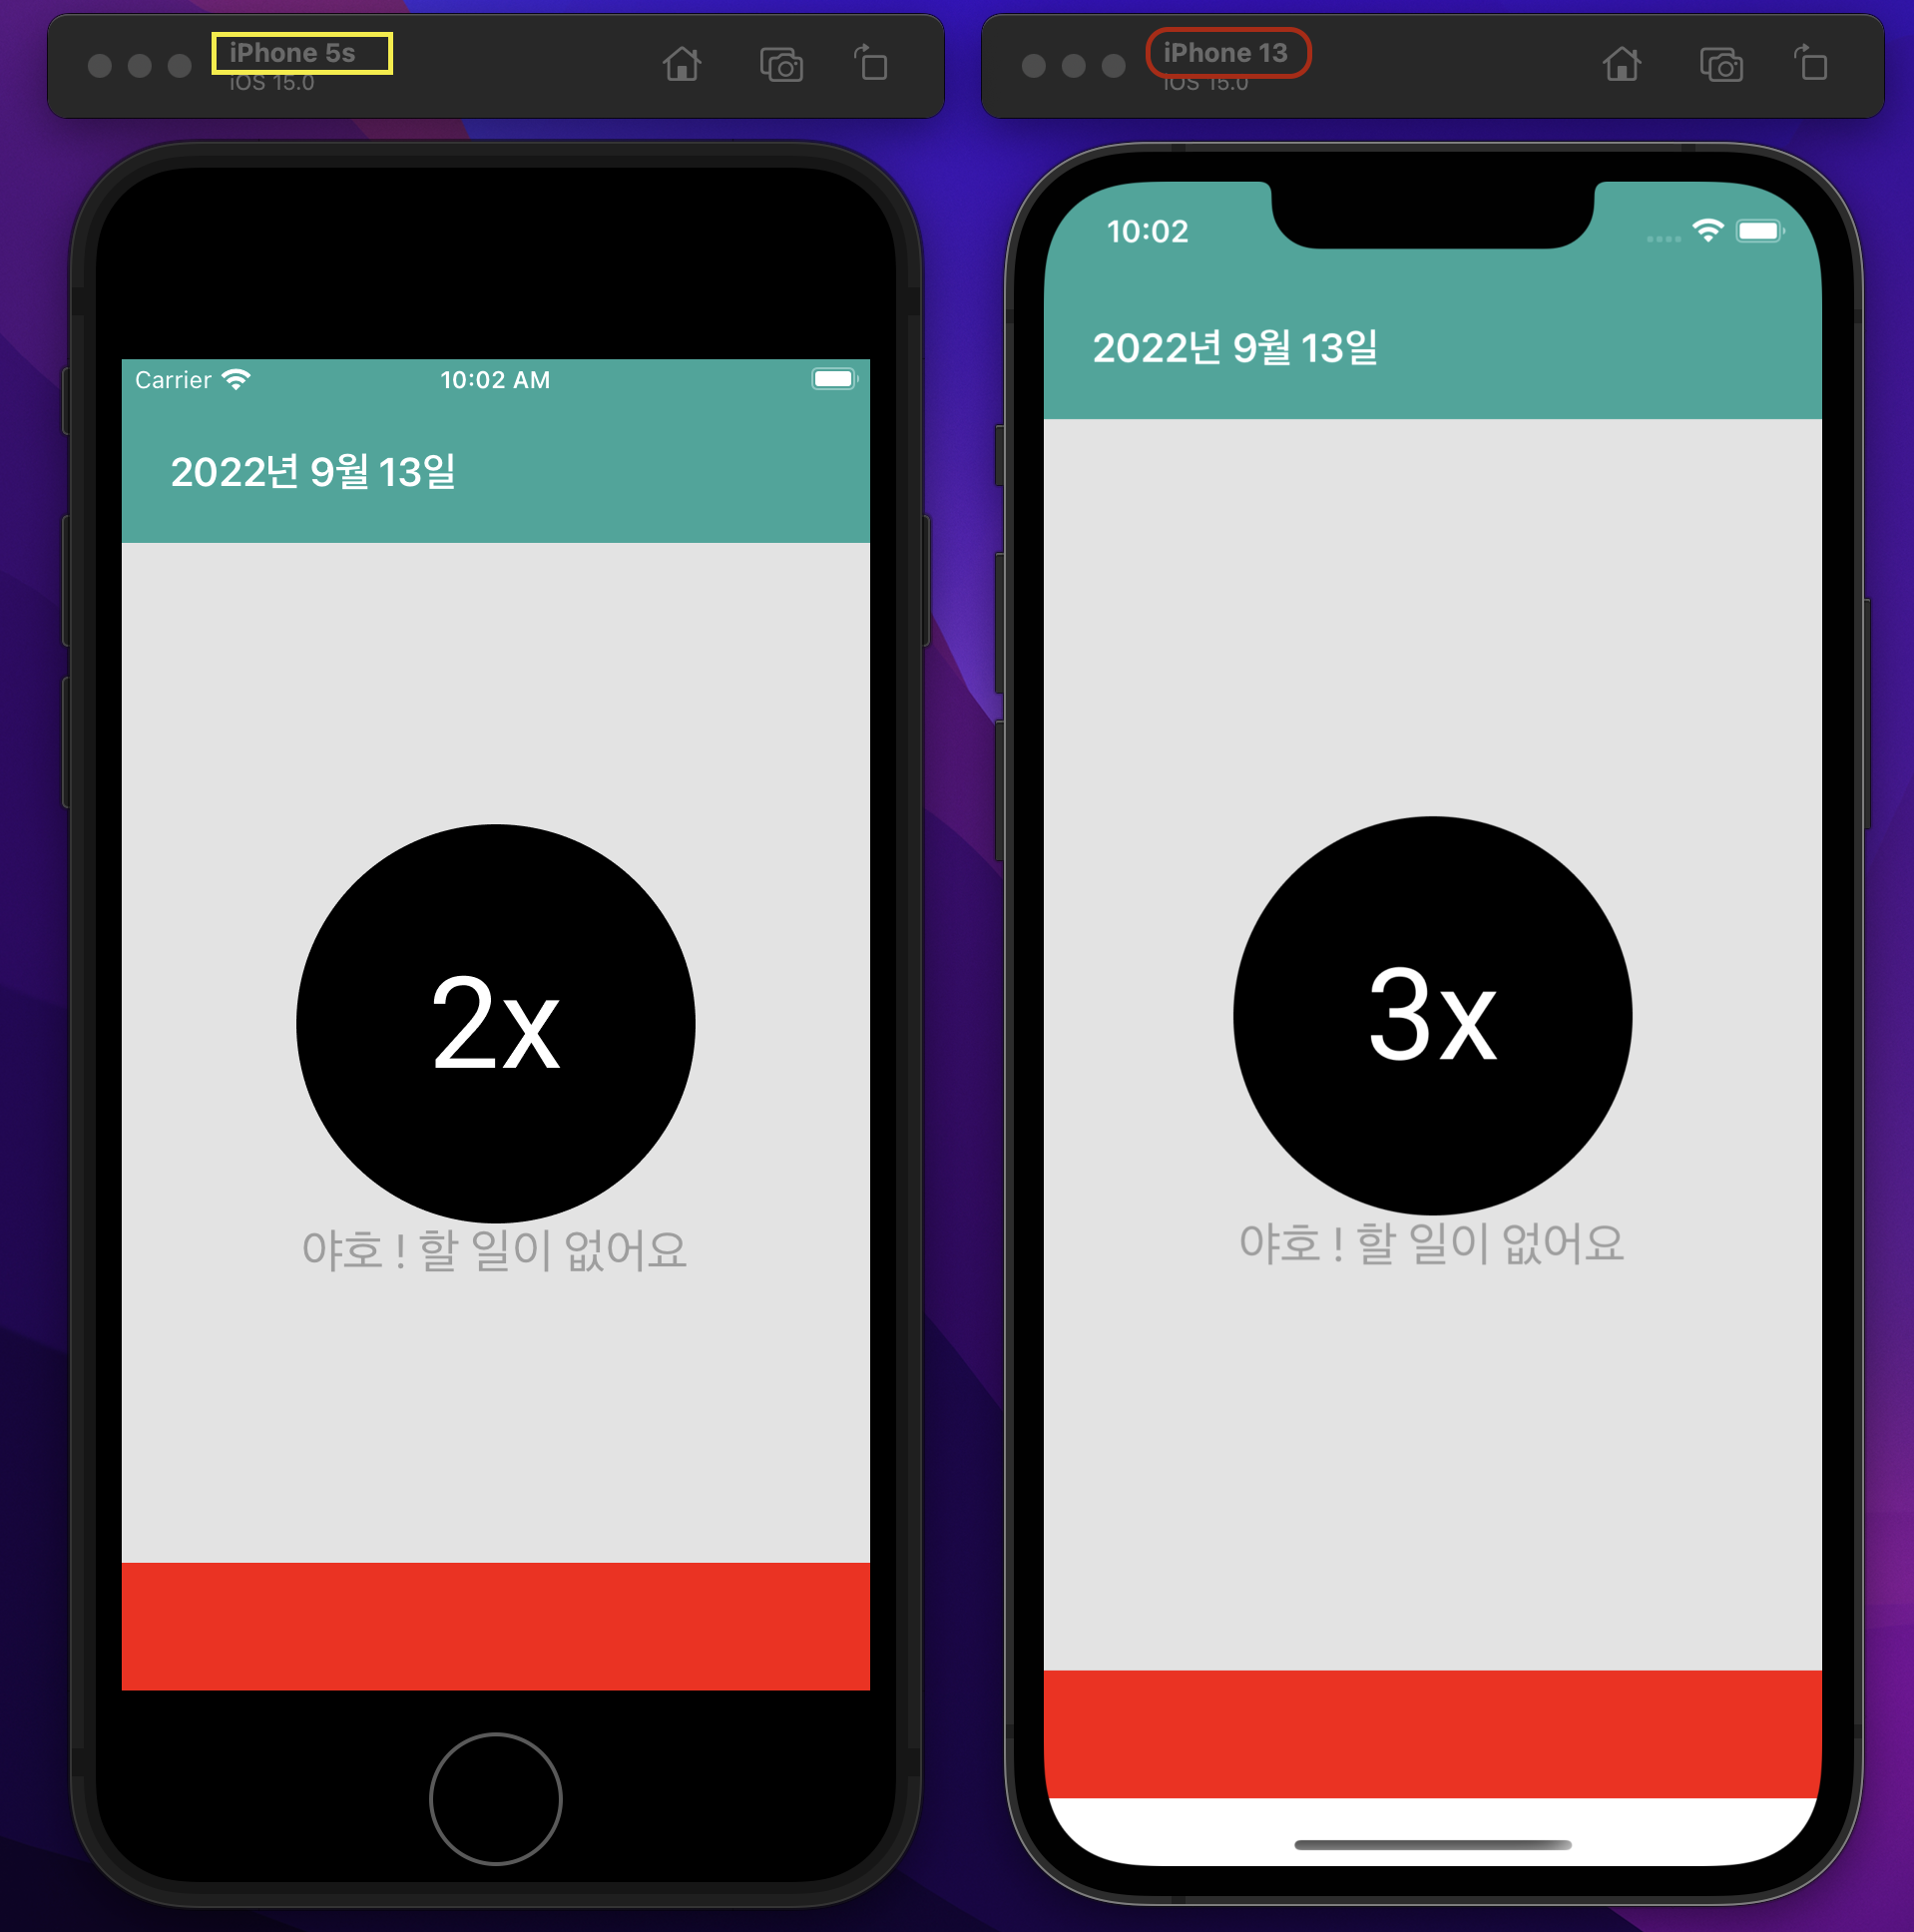 iPhone 5s
iOS 15.0
Carrier
10:02 AM
2022년 9월 13일
2x
야호 ! 할 일이 없어요
iPhone 13
iOS 15.0
10:02
2022년 9월 13일
3x
야호 ! 할 일이 없어요